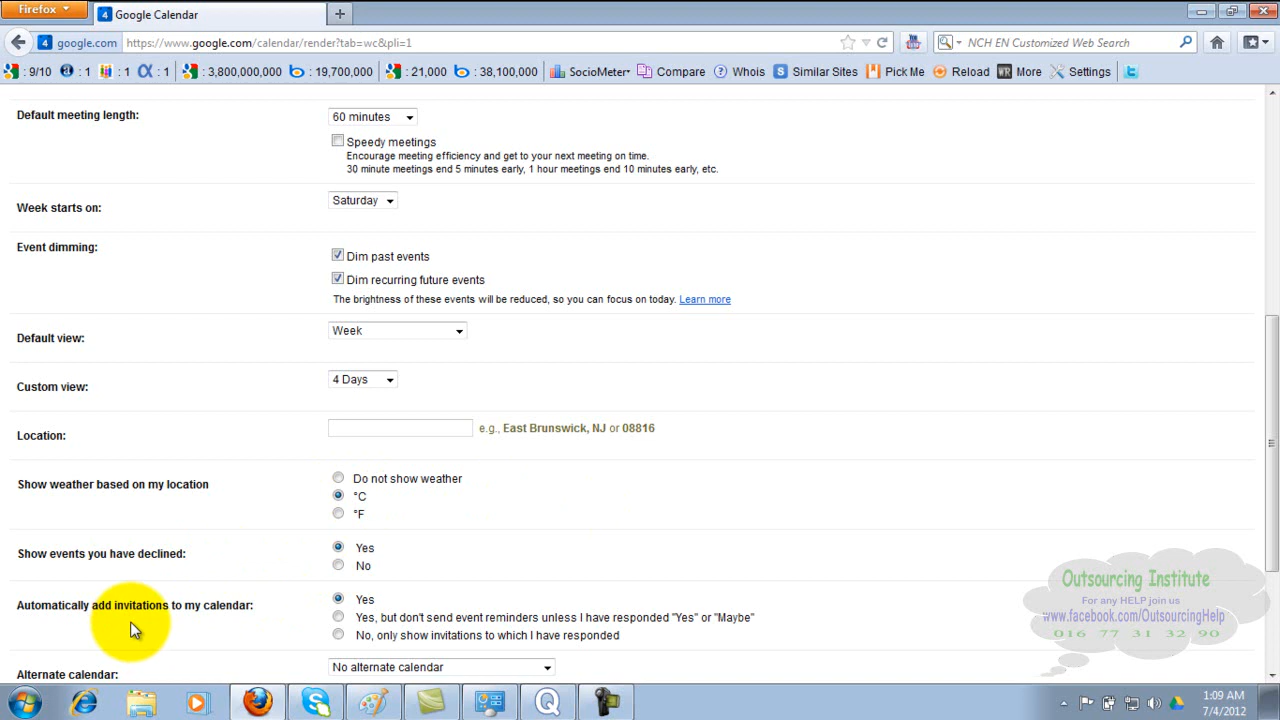 Firefox
4 Google Calendar
4 google.com https://www.google.com/calendar/render?tab=wc&pli=1
NCH EN Customized Web Search
: 9/10 : 1 : 1 : 1 : 3,800,000,000 : 19,700,000 : 21,000 : 38,100,000 SocioMeter Compare Whois Similar Sites Pick Me Reload WR More Settings
Default meeting length: 60 minutes
Speedy meetings
Encourage meeting efficiency and get to your next meeting on time.
30 minute meetings end 5 minutes early, 1 hour meetings end 10 minutes early, etc.
Week starts on: Saturday
Event dimming:
Dim past events
Dim recurring future events
The brightness of these events will be reduced, so you can focus on today. Learn more
Default view: Week
Custom view: 4 Days
Location: e.g., East Brunswick, NJ or 08816
Show weather based on my location
Do not show weather
°C
°F
Show events you have declined: Yes
No
Automatically add invitations to my calendar: Yes
Yes, but don't send event reminders unless I have responded "Yes" or "Maybe"
No, only show invitations to which I have responded
Alternate calendar: No alternate calendar
Outsourcing Institute
For any HELP join us
www.facebook.com/OutsourcingHelp
016 77 31 32 90
1:09 AM
7/4/2012